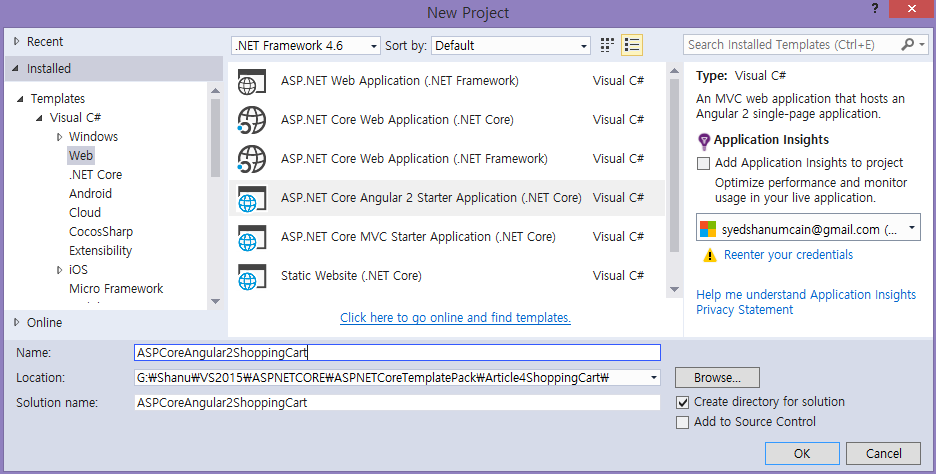 New Project
?
Recent
Installed
Templates
Visual C#
Windows
Web
.NET Core
Android
Cloud
CocosSharp
Extensibility
iOS
Micro Framework
Online
.NET Framework 4.6
Sort by: Default
ASP.NET Web Application (.NET Framework) Visual C#
ASP.NET Core Web Application (.NET Core) Visual C#
ASP.NET Core Web Application (.NET Framework) Visual C#
ASP.NET Core Angular 2 Starter Application (.NET Core) Visual C#
ASP.NET Core MVC Starter Application (.NET Core) Visual C#
Static Website (.NET Core) Visual C#
Click here to go online and find templates.
Search Installed Templates (Ctrl+E)
Type: Visual C#
An MVC web application that hosts an
Angular 2 single-page application.
Application Insights
Add Application Insights to project
Optimize performance and monitor
usage in your live application.
syedshanumcain@gmail.com (...
Reenter your credentials
Help me understand Application Insights
Privacy Statement
Name: ASPCoreAngular2ShoppingCart
Location: G:₩Shanu₩VS2015₩ASPNETCORE₩ASPNETCoreTemplatePack₩Article4ShoppingCart₩
Browse...
Solution name: ASPCoreAngular2ShoppingCart
Create directory for solution
Add to Source Control
OK
Cancel